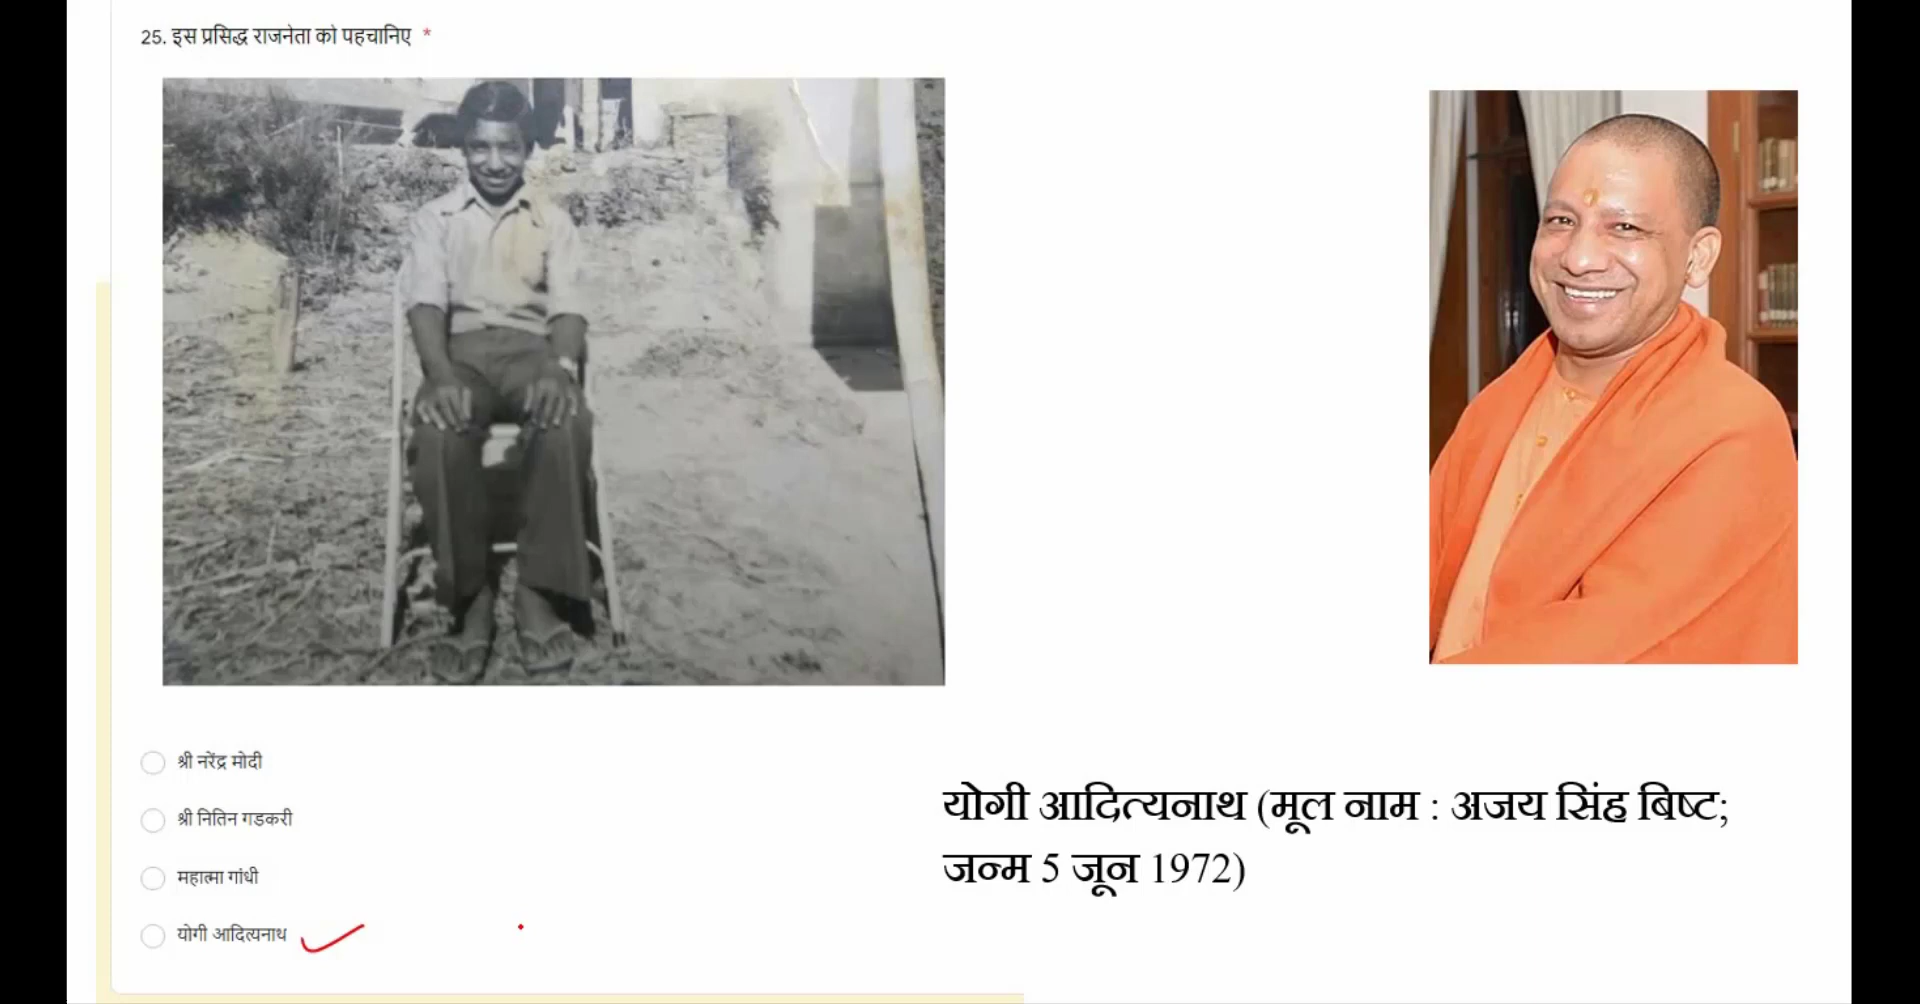 25. इस प्रसिद्ध राजनेता को पहचानिए *
श्री नरेंद्र मोदी
श्री नितिन गडकरी
महात्मा गांधी
योगी आदित्यनाथ
योगी आदित्यनाथ (मूल नाम : अजय सिंह बिष्ट;
जन्म 5 जून 1972)